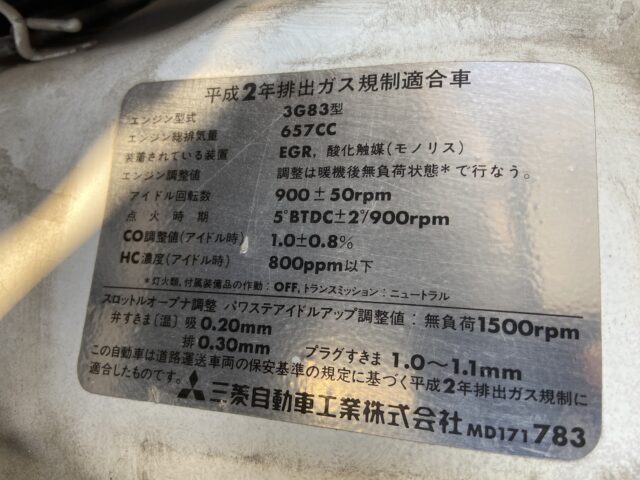 平成2年排出ガス規制適合車
エンジン型式 3G83型
エンジン総排気量 657CC
装着されている装置 EGR, 酸化触媒(モノリス)
エンジン調整値 調整は暖機後無負荷状態*で行なう。
アイドル回転数 900±50rpm
点火時期 5°BTDC±2°/900rpm
CO調整値(アイドル時) 1.0±0.8%
HC濃度(アイドル時) 800ppm以下
*灯火類,付属装備品の作動:OFF,トランスミッション:ニュートラル
スロットルオープナ調整 パワステアイドルアップ調整値:無負荷1500rpm
弁すきま[温]吸0.20mm
排0.30mm プラグすきま 1.0~1.1mm
この自動車は道路運送車両の保安基準の規定に基づく平成2年排出ガス規制に
適合したものです。 三菱自動車工業株式会社 MD171783